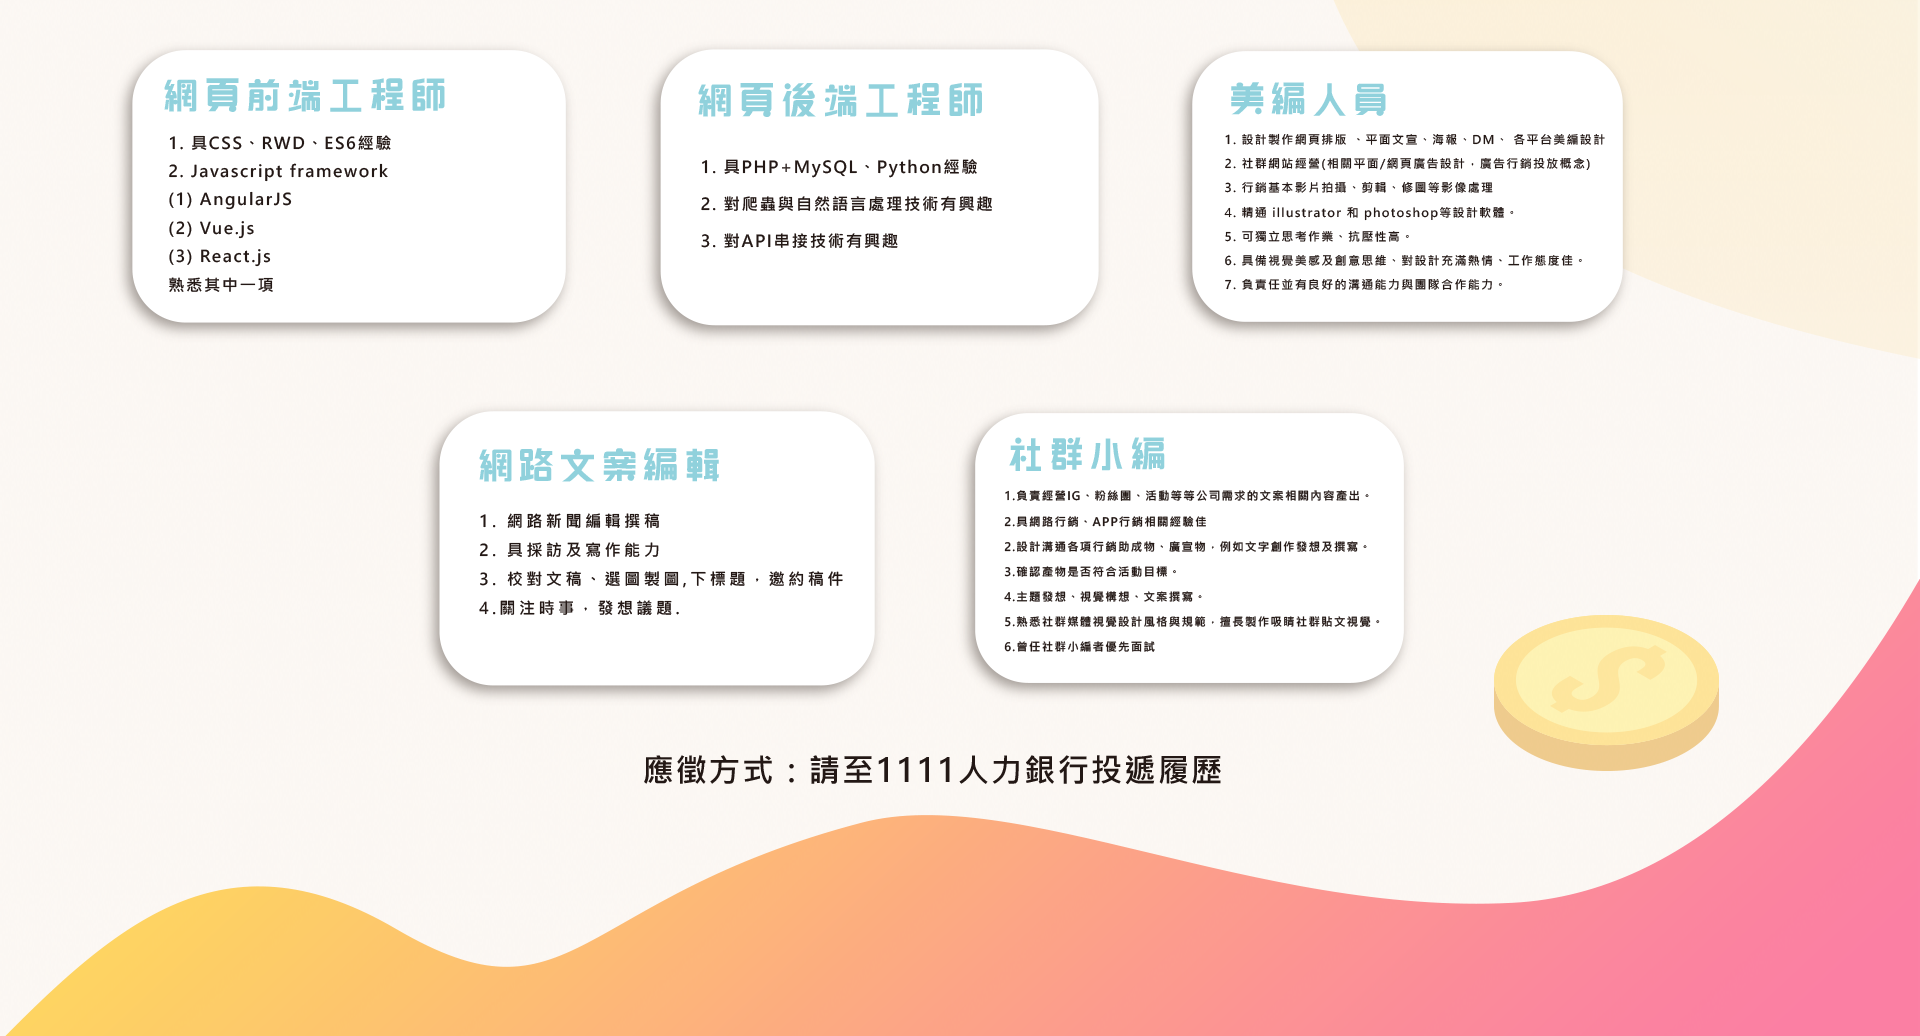 網頁前端工程師
1. 具CSS、RWD、ES6經驗
2. Javascript framework
(1) AngularJS
(2) Vue.js
(3) React.js
熟悉其中一項
網頁後端工程師
1. 具PHP+MySQL、Python經驗
2. 對爬蟲與自然語言處理技術有興趣
3. 對API串接技術有興趣
美編人員
1. 設計製作網頁排版 、平面文宣、海報、DM、 各平台美編設計
2. 社群網站經營(相關平面/網頁廣告設計，廣告行銷投放概念)
3. 行銷基本影片拍攝、剪輯、修圖等影像處理
4. 精通 illustrator 和 photoshop等設計軟體。
5. 可獨立思考作業、抗壓性高。
6. 具備視覺美感及創意思維、對設計充滿熱情、工作態度佳。
7. 負責任並有良好的溝通能力與團隊合作能力。
網路文案編輯
1. 網路新聞編輯撰稿
2. 具採訪及寫作能力
3. 校對文稿、選圖製圖,下標題，邀約稿件
4.關注時事，發想議題.
社群小編
1.負責經營IG、粉絲團、活動等等公司需求的文案相關內容產出。
2.具網路行銷、APP行銷相關經驗佳
2.設計溝通各項行銷助成物、廣宣物，例如文字創作發想及撰寫。
3.確認產物是否符合活動目標。
4.主題發想、視覺構想、文案撰寫。
5.熟悉社群媒體視覺設計風格與規範，擅長製作吸睛社群貼文視覺。
6.曾任社群小編者優先面試
應徵方式：請至1111人力銀行投遞履歷